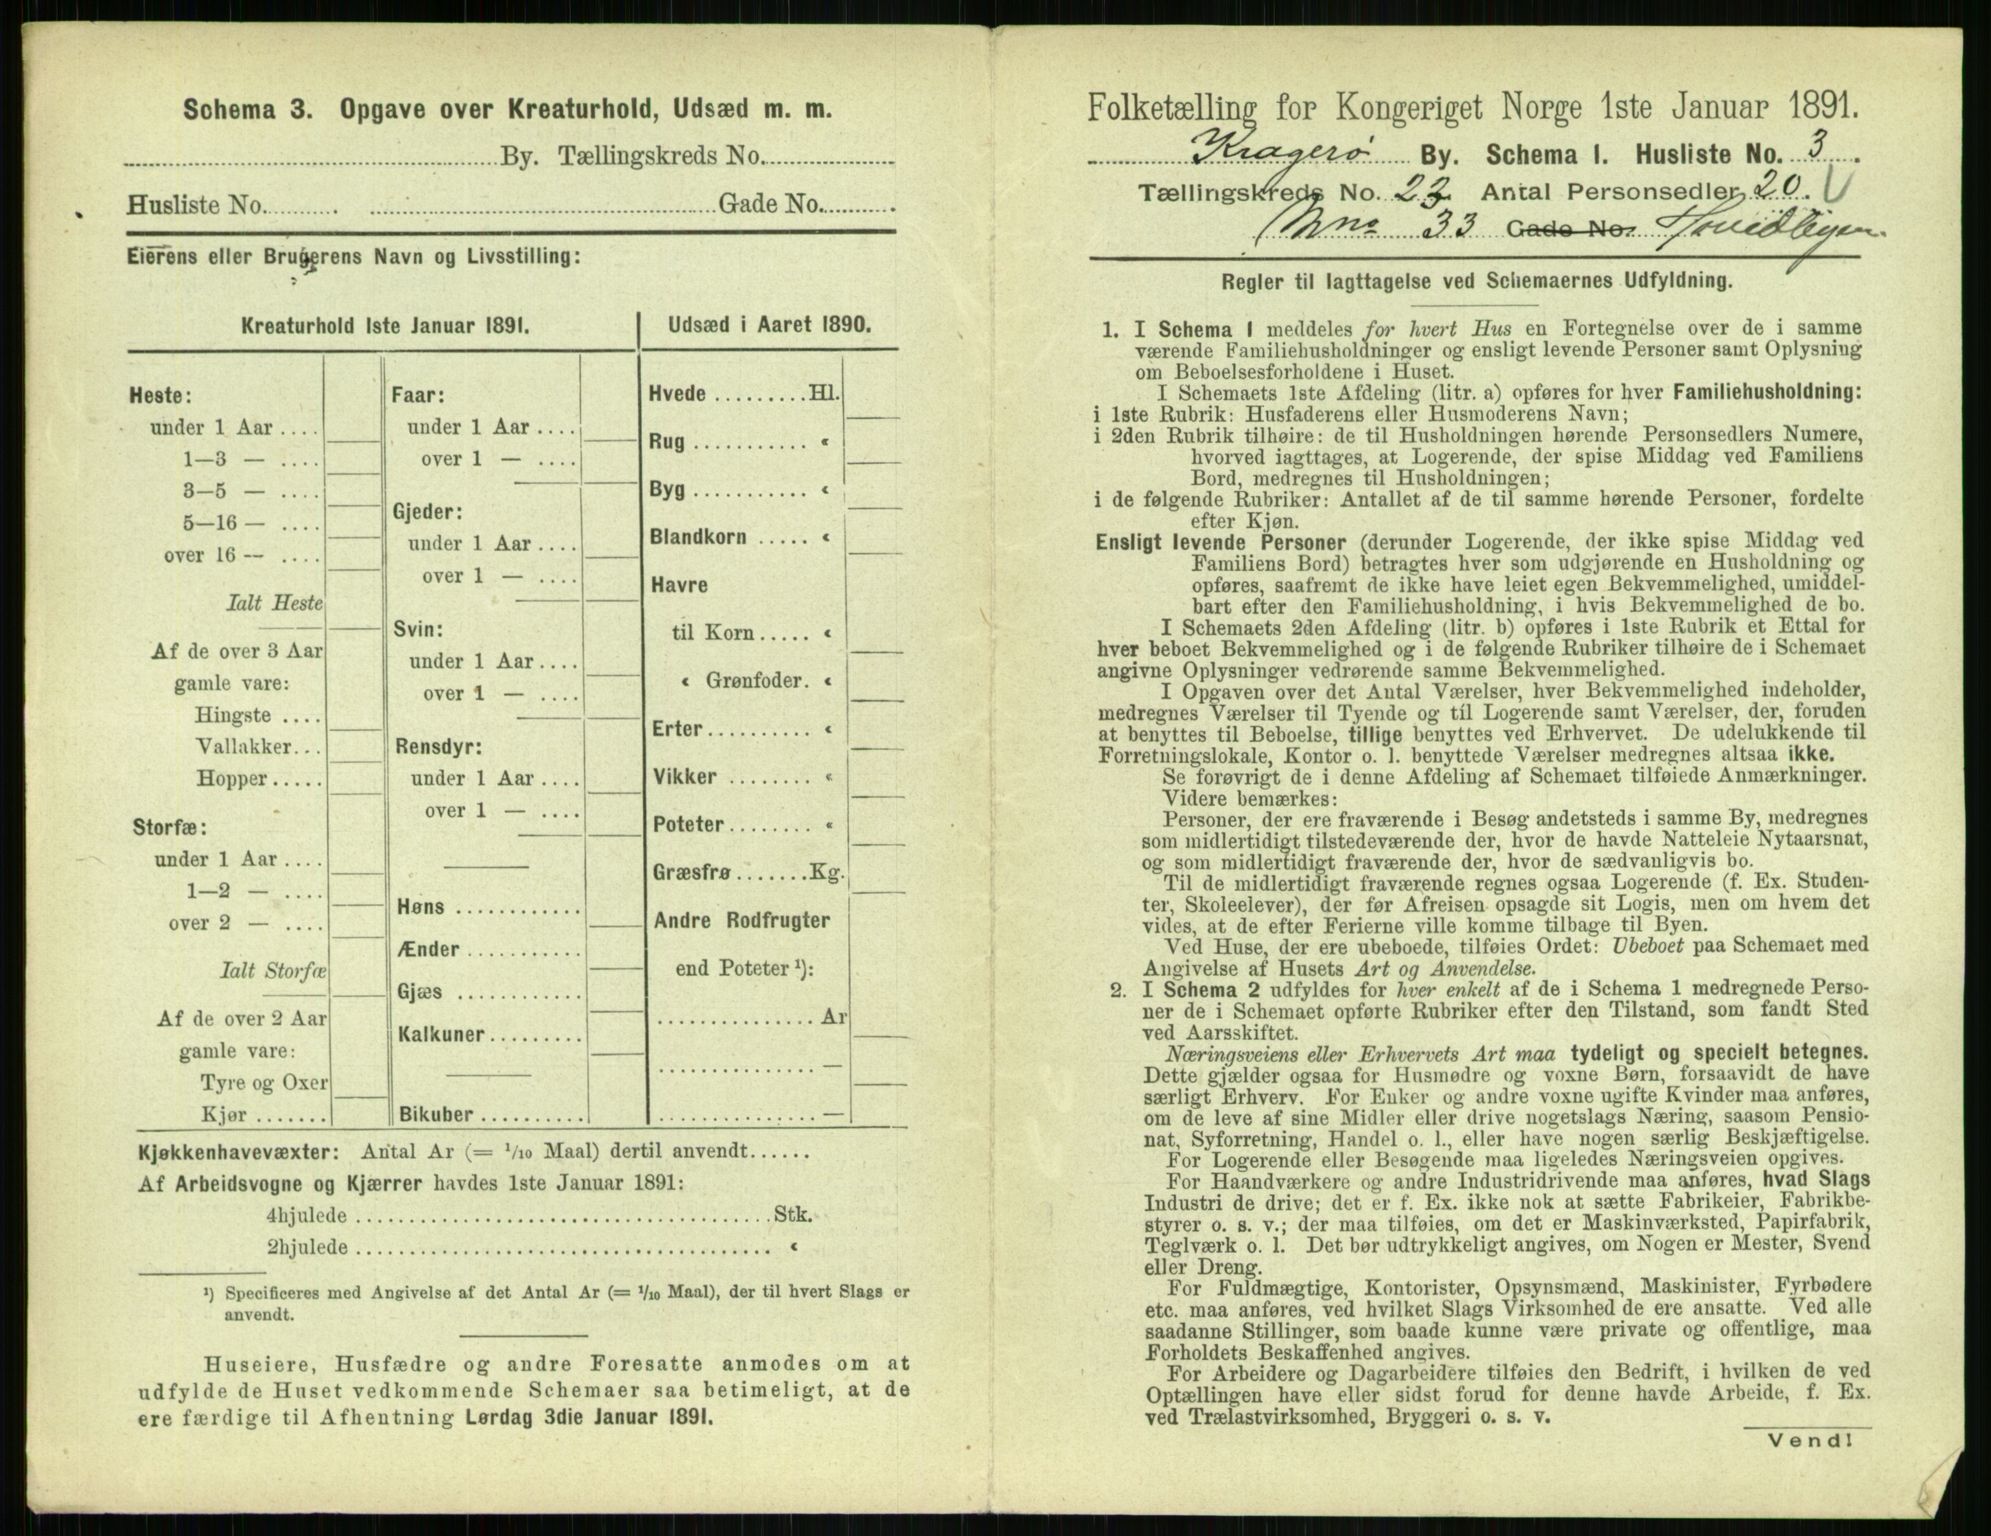 Schema 3. Opgave over Kreaturhold, Udsæd m. m.
By. Tællingskreds No.
Husliste No. Gade No.
Eierens eller Brugerens Navn og Livsstilling:
Kreaturhold 1ste Januar 1891.
Heste:
under 1 Aar ....
1—3 — ....
3—5 — ....
5—16 — ....
over 16 — ....
Ialt Heste
Af de over 3 Aar
gamle vare:
Hingste ....
Vallakker...
Hopper .....
Storfæ:
under 1 Aar ....
1—2 — ....
over 2 — ....
Ialt Storfæ
Af de over 2 Aar
gamle vare:
Tyre og Oxer
Kjør .......
Faar:
under 1 Aar ....
over 1 — ....
Gjeder:
under 1 Aar ....
over 1 — ....
Svin:
under 1 Aar ....
over 1 — ....
Rensdyr:
under 1 Aar ....
over 1 — ....
Høns ............
Ænder ...........
Gjæs ............
Kalkuner.........
Bikuber ..........
Udsæd i Aaret 1890.
Hvede .........Hl.
Rug ........... «
Byg ........... «
Blandkorn ..... «
Havre
til Korn..... «
« Grønfoder. «
Erter.......... «
Vikker ........ «
Poteter........ «
Græsfrø .......Kg.
Andre Rodfrugter
end Poteter ¹):
............... Ar
............... —
............... —
Kjøkkenhavevæxter: Antal Ar (= 1/10 Maal) dertil anvendt......
Af Arbeidsvogne og Kjærrer havdes 1ste Januar 1891:
4hjulede ........................................Stk.
2hjulede ........................................ «
¹) Specificeres med Angivelse af det Antal Ar (= 1/10 Maal), der til hvert Slags er
anvendt.
Huseiere, Husfædre og andre Foresatte anmodes om at
udfylde de Huset vedkommende Schemaer saa betimeligt, at de
ere færdige til Afhentning Lørdag 3die Januar 1891.
Folketælling for Kongeriget Norge 1ste Januar 1891.
Kragerø By. Schema 1. Husliste No. 3.
Tællingskreds No. 23 Antal Personsedler 20.
Mno 33 Gade No.
Regler til Iagttagelse ved Schemaernes Udfyldning.
1. I Schema 1 meddeles for hvert Hus en Fortegnelse over de i samme
værende Familiehusholdninger og ensligt levende Personer samt Oplysning
om Beboelsesforholdene i Huset.
I Schemaets 1ste Afdeling (litr. a) opføres for hver Familiehusholdning:
i 1ste Rubrik: Husfaderens eller Husmoderens Navn;
i 2den Rubrik tilhøire: de til Husholdningen hørende Personsedlers Numere,
hvorved iagttages, at Logerende, der spise Middag ved Familiens
Bord, medregnes til Husholdningen;
i de følgende Rubriker: Antallet af de til samme hørende Personer, fordelte
efter Kjøn.
Ensligt levende Personer (derunder Logerende, der ikke spise Middag ved
Familiens Bord) betragtes hver som udgjørende en Husholdning og
opføres, saafremt de ikke have leiet egen Bekvemmelighed, umiddel-
bart efter den Familiehusholdning, i hvis Bekvemmelighed de bo.
I Schemaets 2den Afdeling (litr. b) opføres i 1ste Rubrik et Ettal for
hver beboet Bekvemmelighed og i de følgende Rubriker tilhøire de i Schemaet
angivne Oplysninger vedrørende samme Bekvemmelighed.
I Opgaven over det Antal Værelser, hver Bekvemmelighed indeholder,
medregnes Værelser til Tyende og til Logerende samt Værelser, der, foruden
at benyttes til Beboelse, tillige benyttes ved Erhvervet. De udelukkende til
Forretningslokale, Kontor o. l. benyttede Værelser medregnes altsaa ikke.
Se forøvrigt de i denne Afdeling af Schemaet tilføiede Anmærkninger.
Videre bemærkes:
Personer, der ere fraværende i Besøg andetsteds i samme By, medregnes
som midlertidigt tilstedeværende der, hvor de havde Natteleie Nytaarsnat,
og som midlertidigt fraværende der, hvor de sædvanligvis bo.
Til de midlertidigt fraværende regnes ogsaa Logerende (f. Ex. Studen-
ter, Skoleelever), der før Afreisen opsagde sit Logis, men om hvem det
vides, at de efter Ferierne ville komme tilbage til Byen.
Ved Huse, der ere ubeboede, tilføies Ordet: Ubeboet paa Schemaet med
Angivelse af Husets Art og Anvendelse.
2. I Schema 2 udfyldes for hver enkelt af de i Schema 1 medregnede Perso-
ner de i Schemaet opførte Rubriker efter den Tilstand, som fandt Sted
ved Aarsskiftet.
Næringsveiens eller Erhvervets Art maa tydeligt og specielt betegnes.
Dette gjælder ogsaa for Husmødre og voxne Børn, forsaavidt de have
særligt Erhverv. For Enker og andre voxne ugifte Kvinder maa anføres,
om de leve af sine Midler eller drive nogetslags Næring, saasom Pensio-
nat, Syforretning, Handel o. l., eller have nogen særlig Beskjæftigelse.
For Logerende eller Besøgende maa ligeledes Næringsveien opgives.
For Haandværkere og andre Industridrivende maa anføres, hvad Slags
Industri de drive; det er f. Ex. ikke nok at sætte Fabrikeier, Fabrikbe-
styrer o. s. v.; der maa tilføies, om det er Maskinværksted, Papirfabrik,
Teglværk o. l. Det bør udtrykkeligt angives, om Nogen er Mester, Svend
eller Dreng.
For Fuldmægtige, Kontorister, Opsynsmænd, Maskinister, Fyrbødere
etc. maa anføres, ved hvilket Slags Virksomhed de ere ansatte. Ved alle
saadanne Stillinger, som baade kunne være private og offentlige, maa
Forholdets Beskaffenhed angives.
For Arbeidere og Dagarbeidere tilføies den Bedrift, i hvilken de ved
Optællingen have eller sidst forud for denne havde Arbeide, f. Ex.
ved Trælastvirksomhed, Bryggeri o. s. v.
Vend!